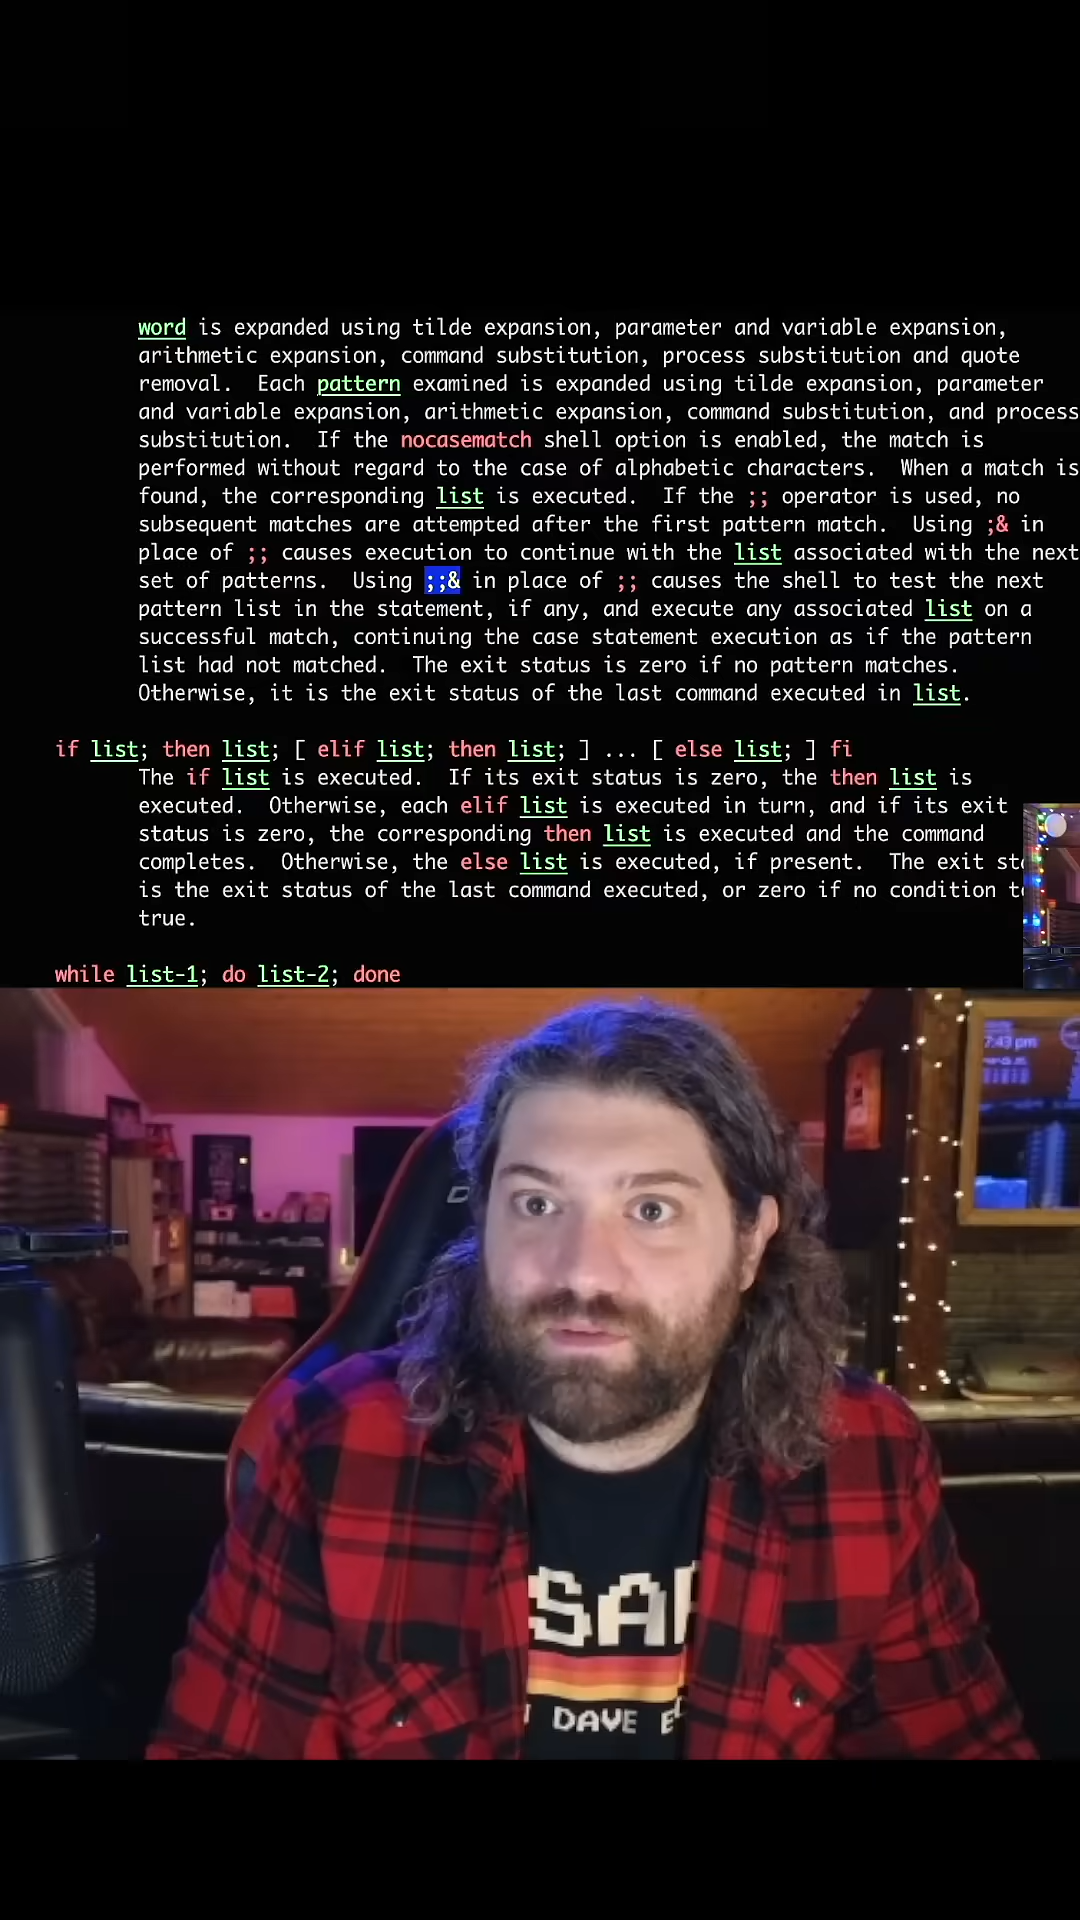 word is expanded using tilde expansion, parameter and variable expansion,
arithmetic expansion, command substitution, process substitution and quote
removal.  Each pattern examined is expanded using tilde expansion, parameter
and variable expansion, arithmetic expansion, command substitution, and process
substitution.  If the nocasematch shell option is enabled, the match is
performed without regard to the case of alphabetic characters.  When a match is
found, the corresponding list is executed.  If the ;; operator is used, no
subsequent matches are attempted after the first pattern match.  Using ;& in
place of ;; causes execution to continue with the list associated with the next
set of patterns.  Using ;;& in place of ;; causes the shell to test the next
pattern list in the statement, if any, and execute any associated list on a
successful match, continuing the case statement execution as if the pattern
list had not matched.  The exit status is zero if no pattern matches.
Otherwise, it is the exit status of the last command executed in list.
if list; then list; [ elif list; then list; ] ... [ else list; ] fi
The if list is executed.  If its exit status is zero, the then list is
executed.  Otherwise, each elif list is executed in turn, and if its exit
status is zero, the corresponding then list is executed and the command
completes.  Otherwise, the else list is executed, if present.  The exit
is the exit status of the last command executed, or zero if no condition
true.
while list-1; do list-2; done
7:43 pm
SA
DAVE